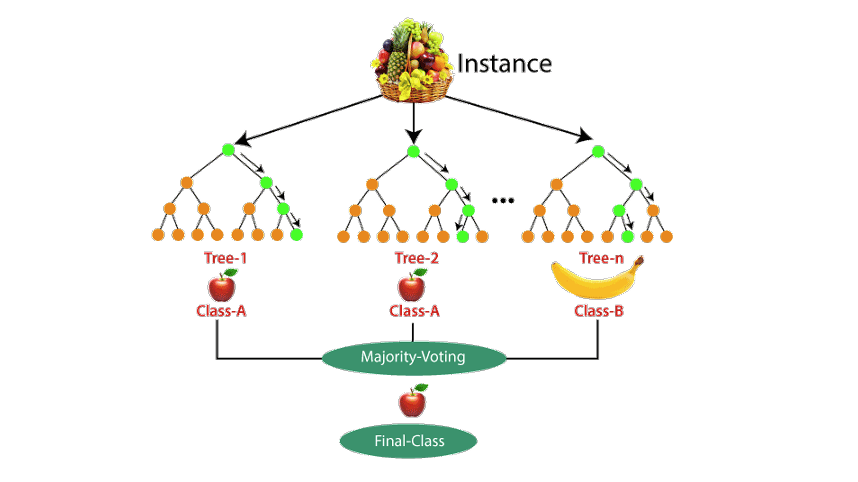 Instance
...
Tree-1
Tree-2
Tree-n
Class-A
Class-A
Class-B
Majority-Voting
Final-Class